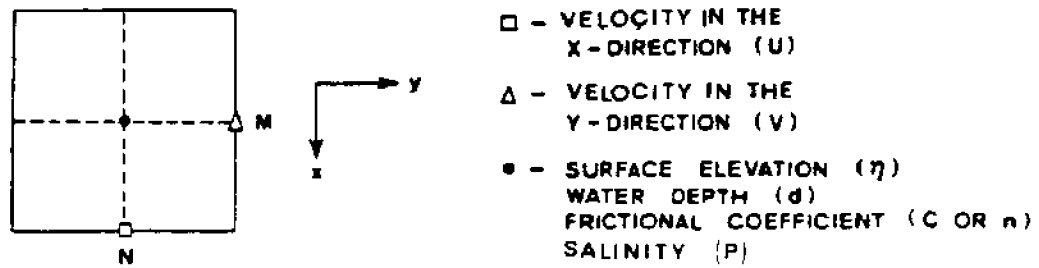 □ - VELOCITY IN THE
X-DIRECTION (U)
y
Δ - VELOCITY IN THE
Y-DIRECTION (V)
M
x
● - SURFACE ELEVATION (η)
WATER DEPTH (d)
FRICTIONAL COEFFICIENT (C OR n)
SALINITY (P)
N